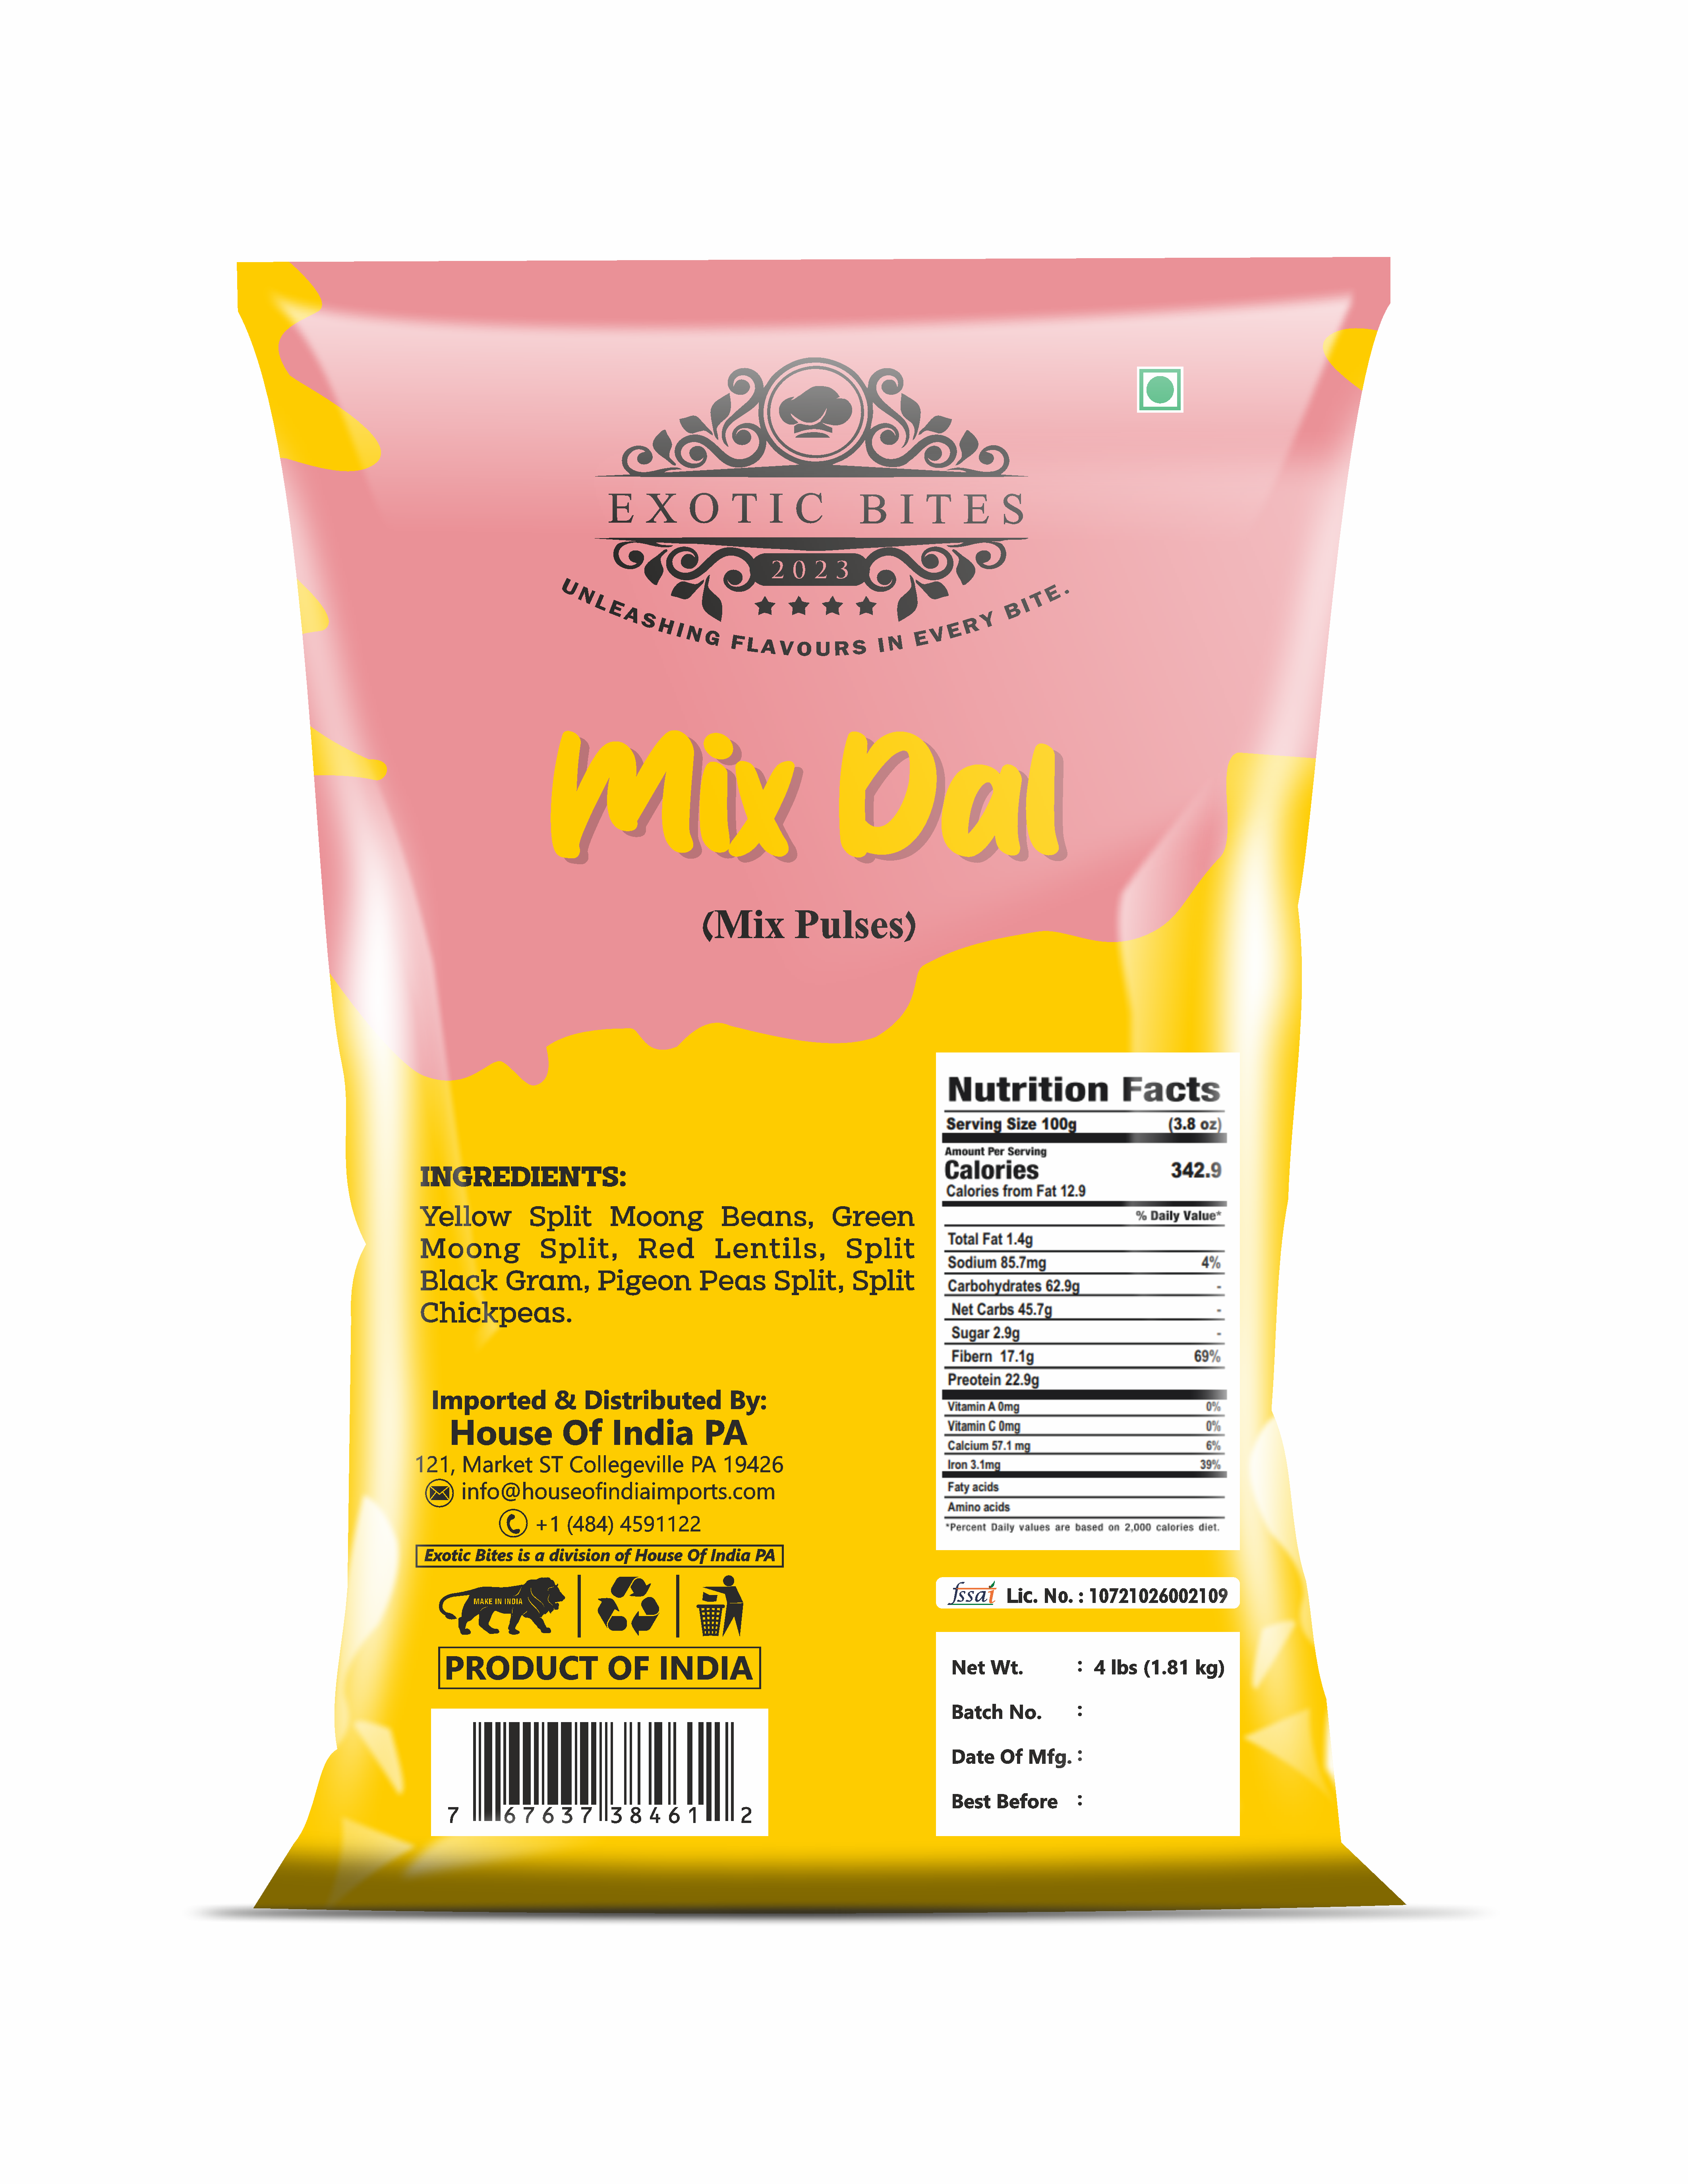 EXOTIC BITES
2023
UNLEASHING FLAVOURS IN EVERY BITE.
Mix Dal
(Mix Pulses)
INGREDIENTS:
Yellow Split Moong Beans, Green
Moong Split, Red Lentils, Split
Black Gram, Pigeon Peas Split, Split
Chickpeas.
Imported & Distributed By:
House Of India PA
121, Market ST Collegeville PA 19426
info@houseofindiaimports.com
+1 (484) 4591122
Exotic Bites is a division of House Of India PA
MAKE IN INDIA
PRODUCT OF INDIA
7 67637 38461 2
Nutrition Facts
Serving Size 100g (3.8 oz)
Amount Per Serving
Calories 342.9
Calories from Fat 12.9
% Daily Value*
Total Fat 1.4g
Sodium 85.7mg 4%
Carbohydrates 62.9g -
Net Carbs 45.7g -
Sugar 2.9g -
Fibern 17.1g 69%
Preotein 22.9g
Vitamin A 0mg 0%
Vitamin C 0mg 0%
Calcium 57.1 mg 6%
Iron 3.1mg 39%
Faty acids
Amino acids
*Percent Daily values are based on 2,000 calories diet.
fssai Lic. No. : 10721026002109
Net Wt. : 4 lbs (1.81 kg)
Batch No. :
Date Of Mfg. :
Best Before :